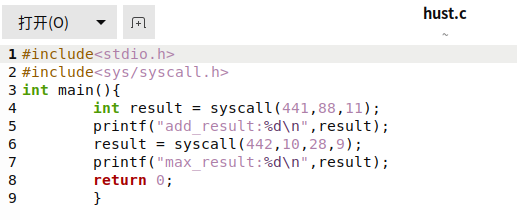 打开(O)
hust.c
~
1 #include<stdio.h>
2 #include<sys/syscall.h>
3 int main(){
4         int result = syscall(441,88,11);
5         printf("add_result:%d\n",result);
6         result = syscall(442,10,28,9);
7         printf("max_result:%d\n",result);
8         return 0;
9         }